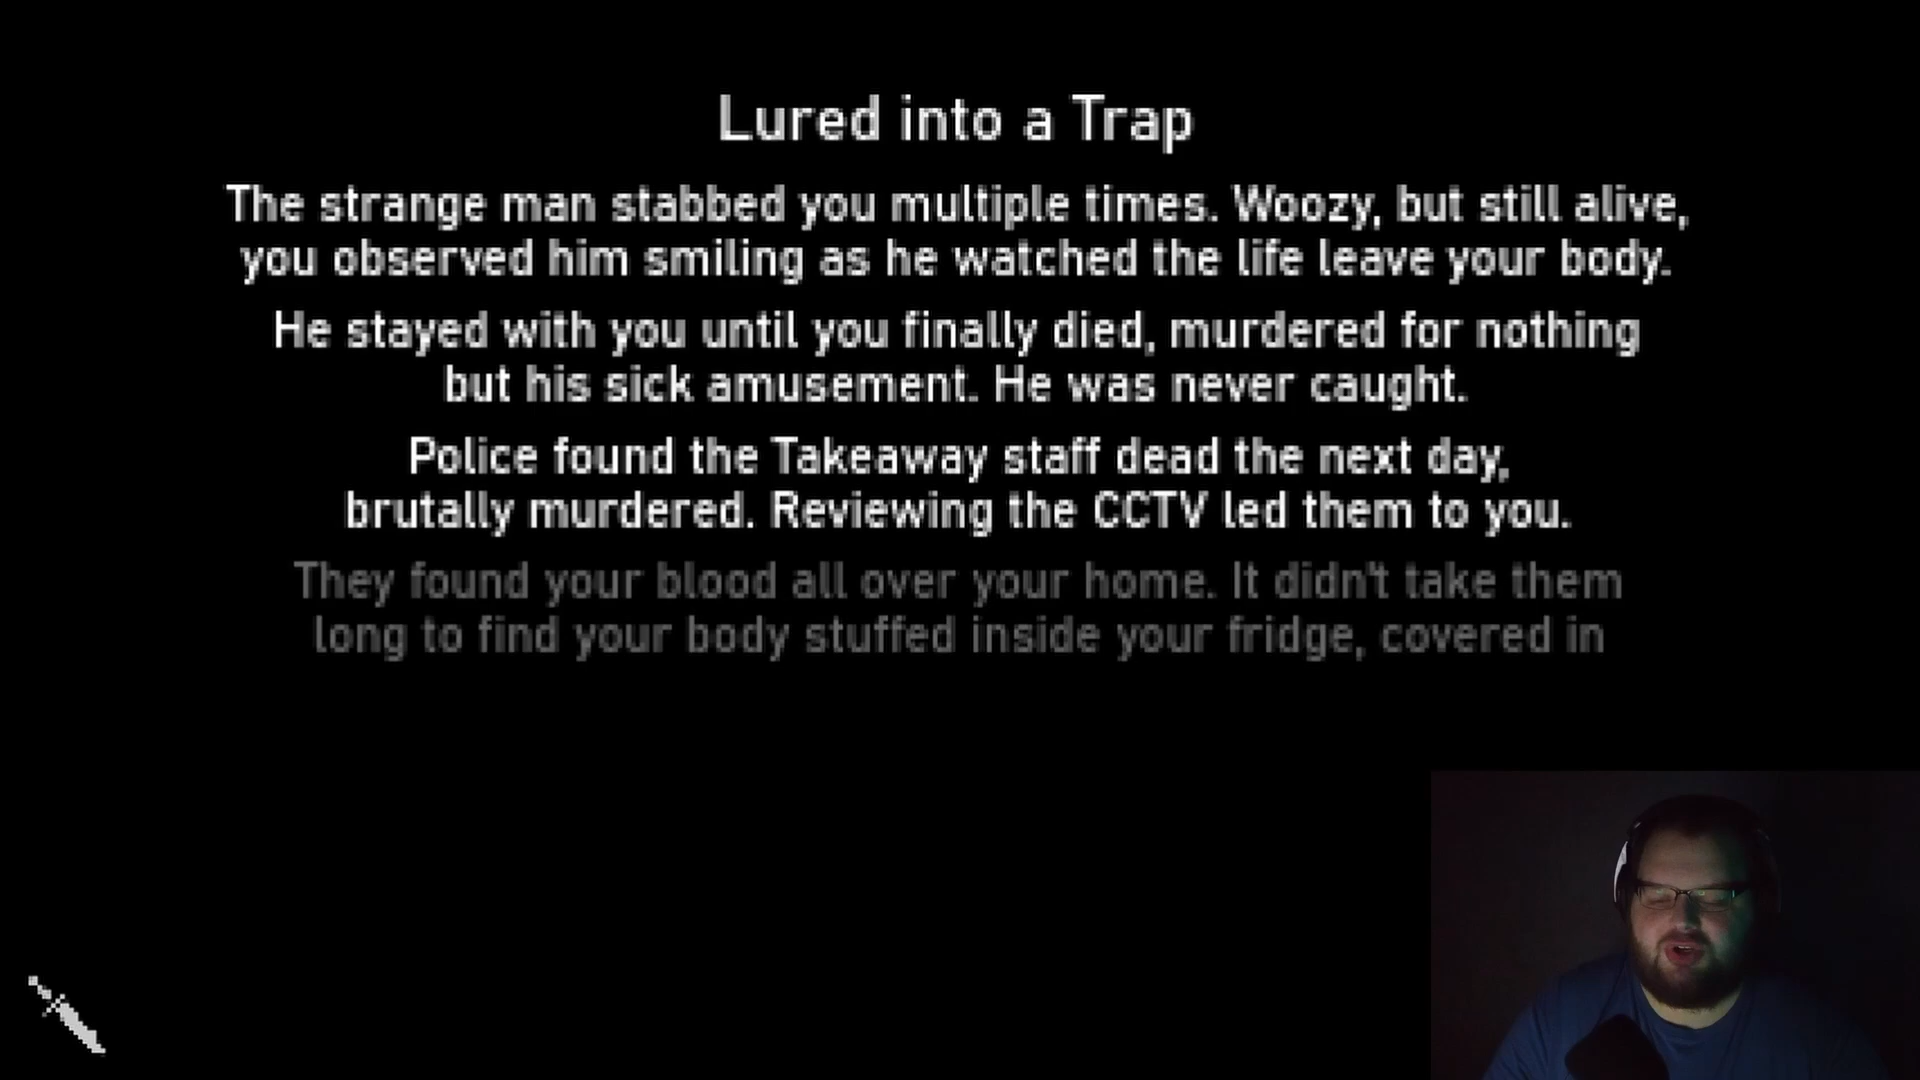 Lured into a Trap
The strange man stabbed you multiple times. Woozy, but still alive,
you observed him smiling as he watched the life leave your body.
He stayed with you until you finally died, murdered for nothing
but his sick amusement. He was never caught.
Police found the Takeaway staff dead the next day,
brutally murdered. Reviewing the CCTV led them to you.
They found your blood all over your home. It didn't take them
long to find your body stuffed inside your fridge, covered in